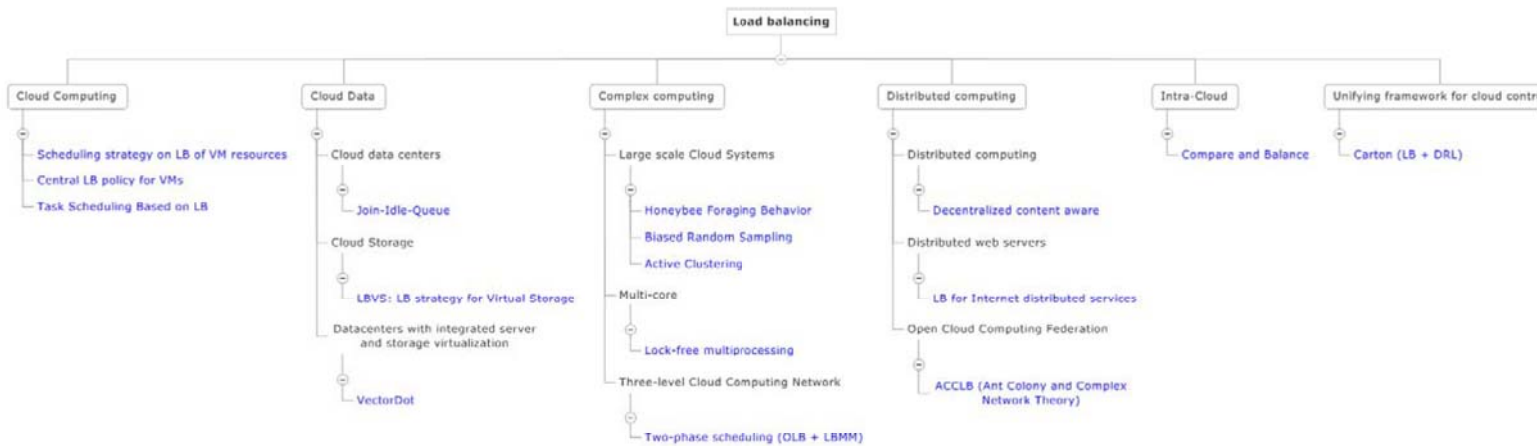 Load balancing
Cloud Computing
Scheduling strategy on LB of VM resources
Central LB policy for VMs
Task Scheduling Based on LB
Cloud Data
Cloud data centers
Join-Idle-Queue
Cloud Storage
LBVS: LB strategy for Virtual Storage
Datacenters with integrated server
and storage virtualization
VectorDot
Complex computing
Large scale Cloud Systems
Honeybee Foraging Behavior
Biased Random Sampling
Active Clustering
Multi-core
Lock-free multiprocessing
Three-level Cloud Computing Network
Two-phase scheduling (OLB + LBMM)
Distributed computing
Distributed computing
Decentralized content aware
Distributed web servers
LB for Internet distributed services
Open Cloud Computing Federation
ACCLB (Ant Colony and Complex
Network Theory)
Intra-Cloud
Compare and Balance
Unifying framework for cloud contr
Carton (LB + DRL)